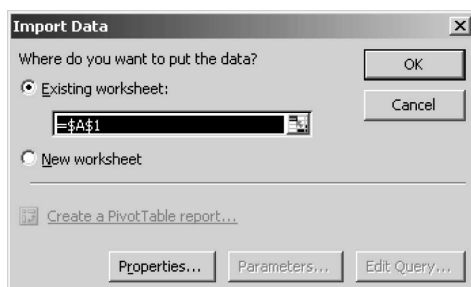 Import Data
Where do you want to put the data?
OK
Existing worksheet:
Cancel
=$A$1
New worksheet
Create a PivotTable report...
Properties... Parameters... Edit Query...